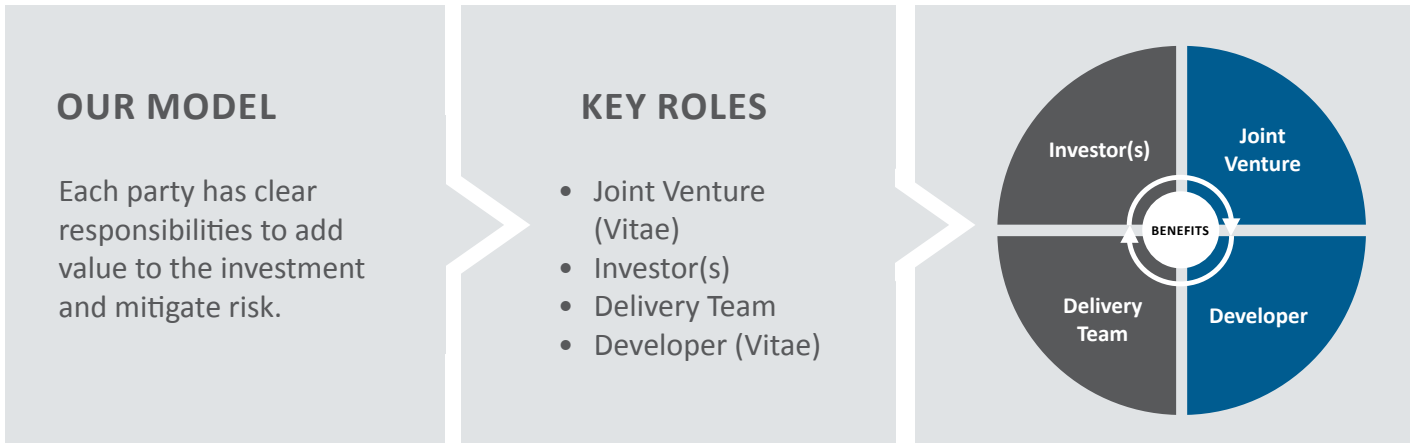 OUR MODEL
Each party has clear
responsibilities to add
value to the investment
and mitigate risk.
KEY ROLES
• Joint Venture
(Vitae)
• Investor(s)
• Delivery Team
• Developer (Vitae)
Investor(s)
Joint
Venture
BENEFITS
Delivery
Team
Developer